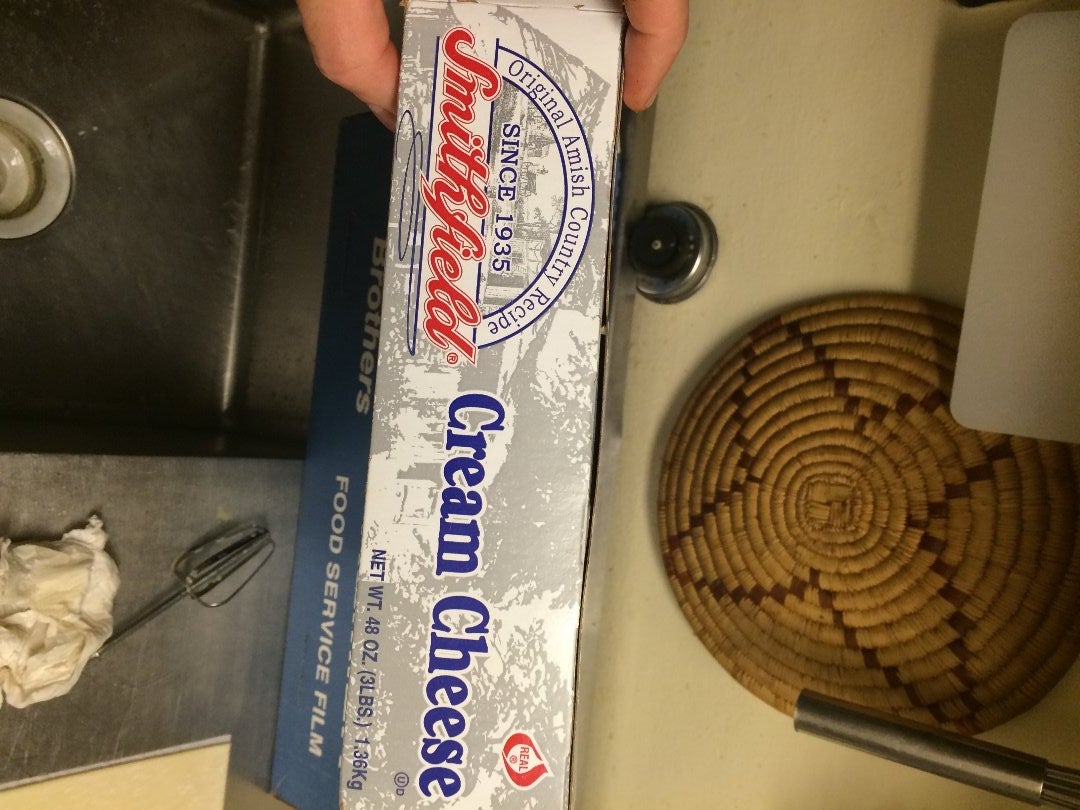 Original Amish Country Recipe
SINCE 1935
Smithfield®
Cream Cheese
REAL
®
NET WT. 48 OZ. (3LBS.) 1.36Kg
UD
Brothers
FOOD SERVICE FILM